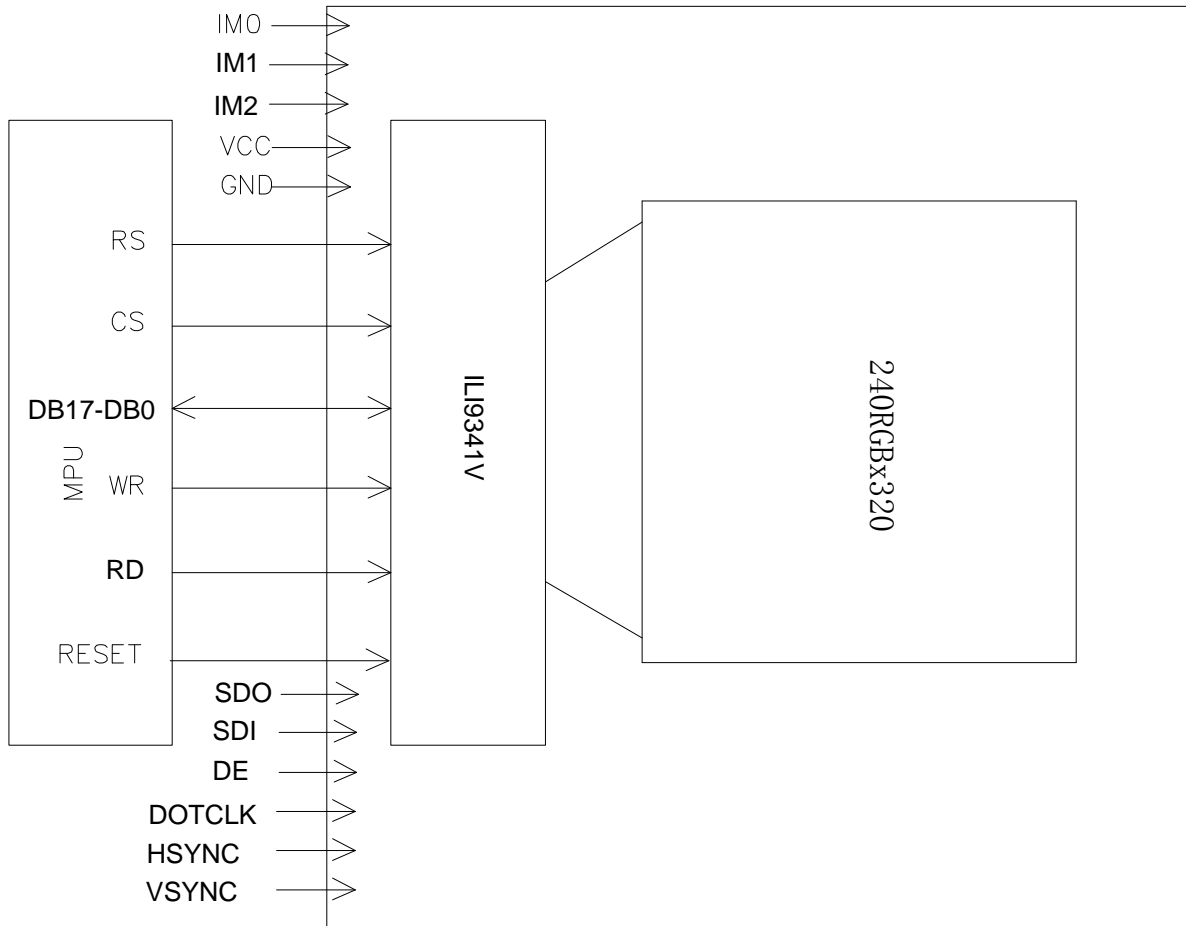 IM0
IM1
IM2
VCC
GND
RS
CS
DB17-DB0
MPU
WR
RD
RESET
SDO
SDI
DE
DOTCLK
HSYNC
VSYNC
ILI9341V
240RGBx320